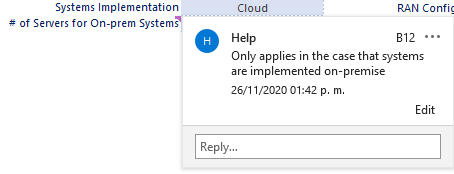 Systems Implementation Cloud RAN Config
# of Servers for On-prem Systems
H Help B12 •••
Only applies in the case that systems
are implemented on-premise
26/11/2020 01:42 p. m.
Edit
Reply...